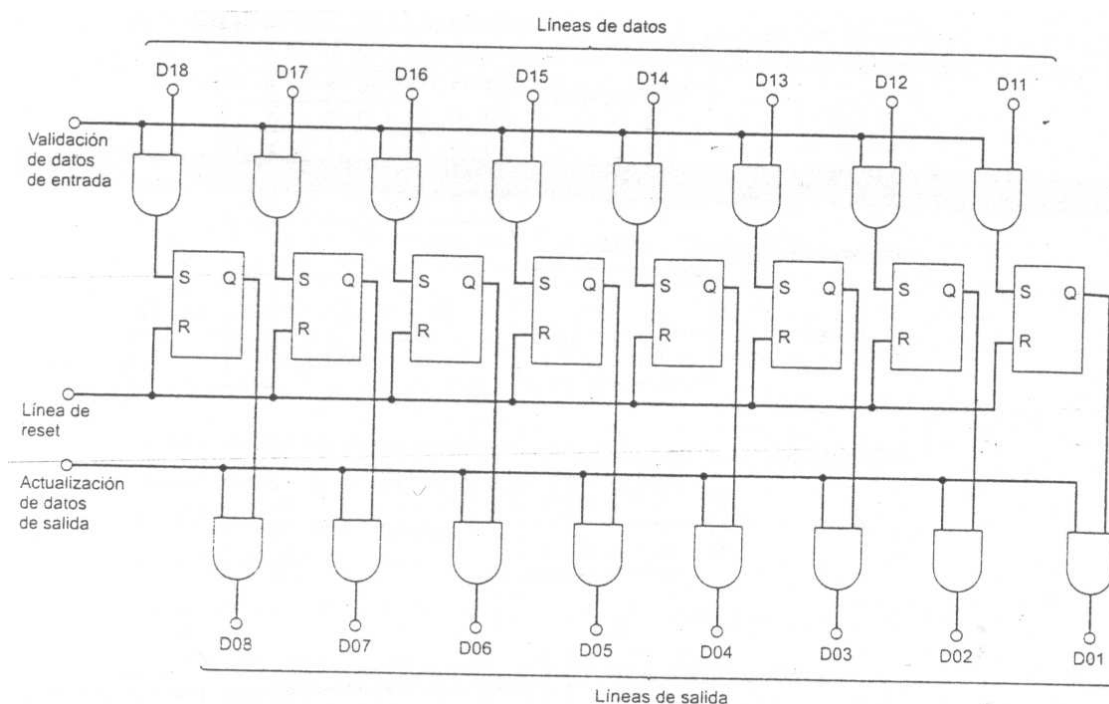 Líneas de datos
D18 D17 D16 D15 D14 D13 D12 D11
Validación
de datos
de entrada
S Q S Q S Q S Q S Q S Q S Q S Q
R R R R R R R R
Línea de
reset
Actualización
de datos
de salida
D08 D07 D06 D05 D04 D03 D02 D01
Líneas de salida